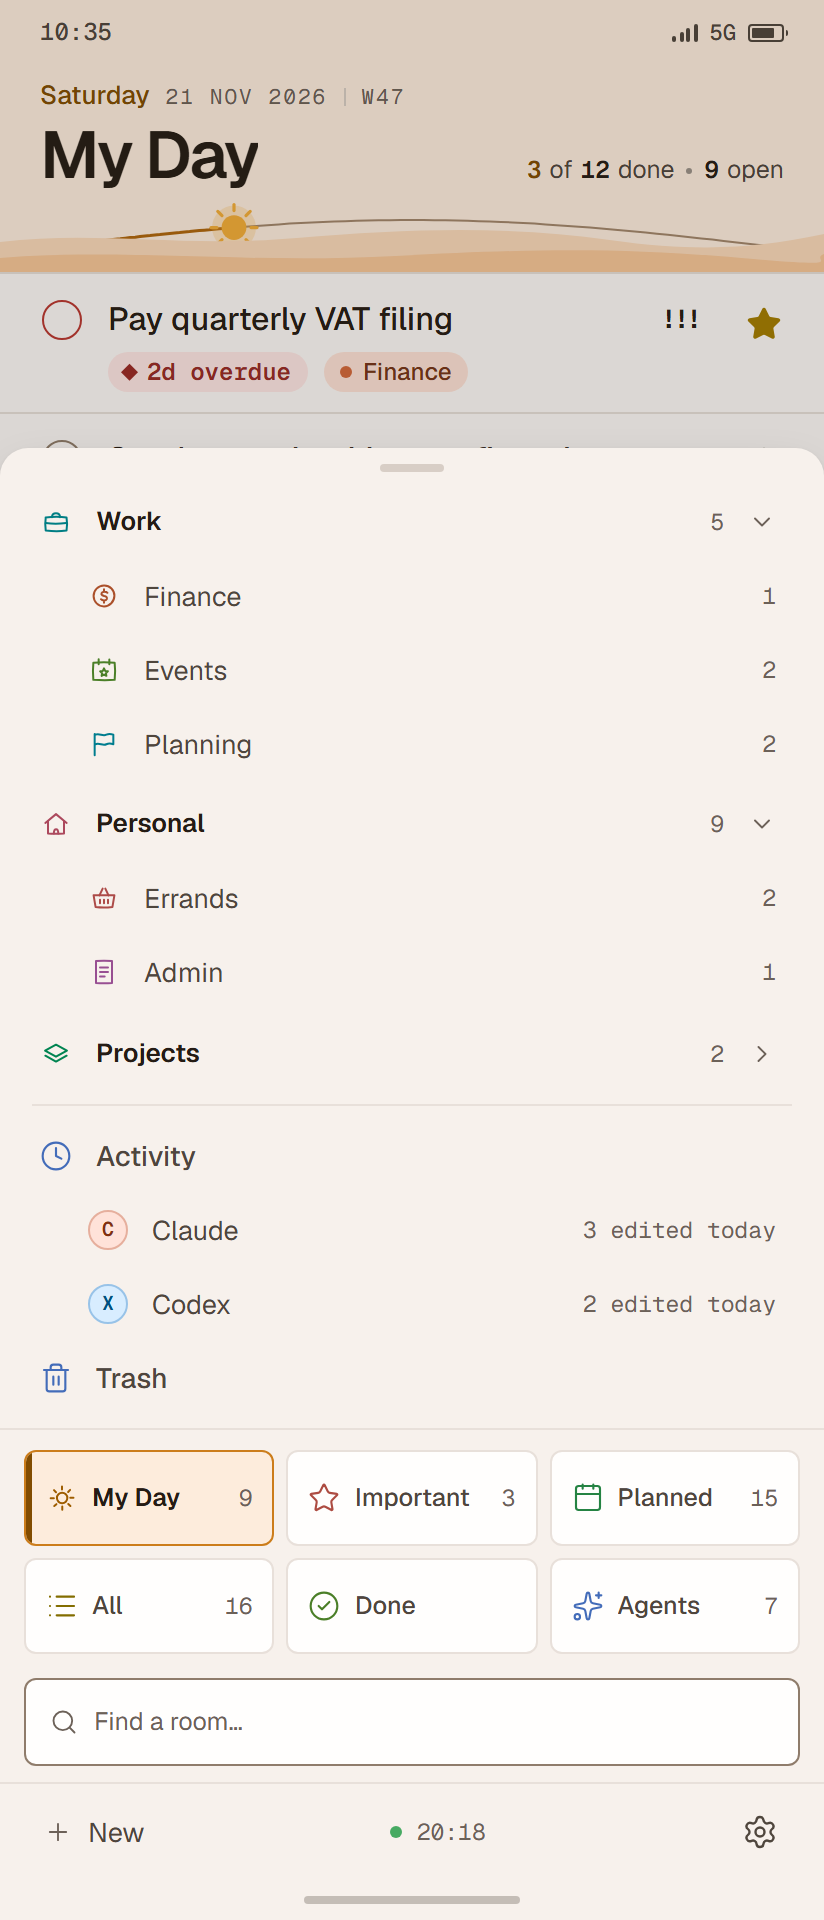 10:35
5G
Saturday 21 NOV 2026 | W47
My Day
3 of 12 done • 9 open
Pay quarterly VAT filing !!!
2d overdue
Finance
Work 5
Finance 1
Events 2
Planning 2
Personal 9
Errands 2
Admin 1
Projects 2
Activity
C Claude 3 edited today
X Codex 2 edited today
Trash
My Day 9
Important 3
Planned 15
All 16
Done
Agents 7
Find a room…
New
20:18